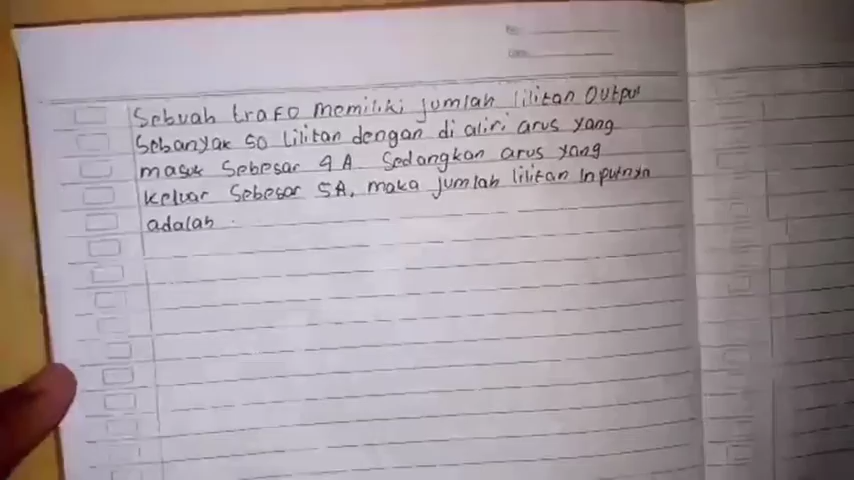 Sebuah trafo memiliki jumlah lilitan output
Sebanyak 50 lilitan dengan di aliri arus yang
masuk sebesar 4 A sedangkan arus yang
keluar sebesar 5A, maka jumlah lilitan inputnya
adalah